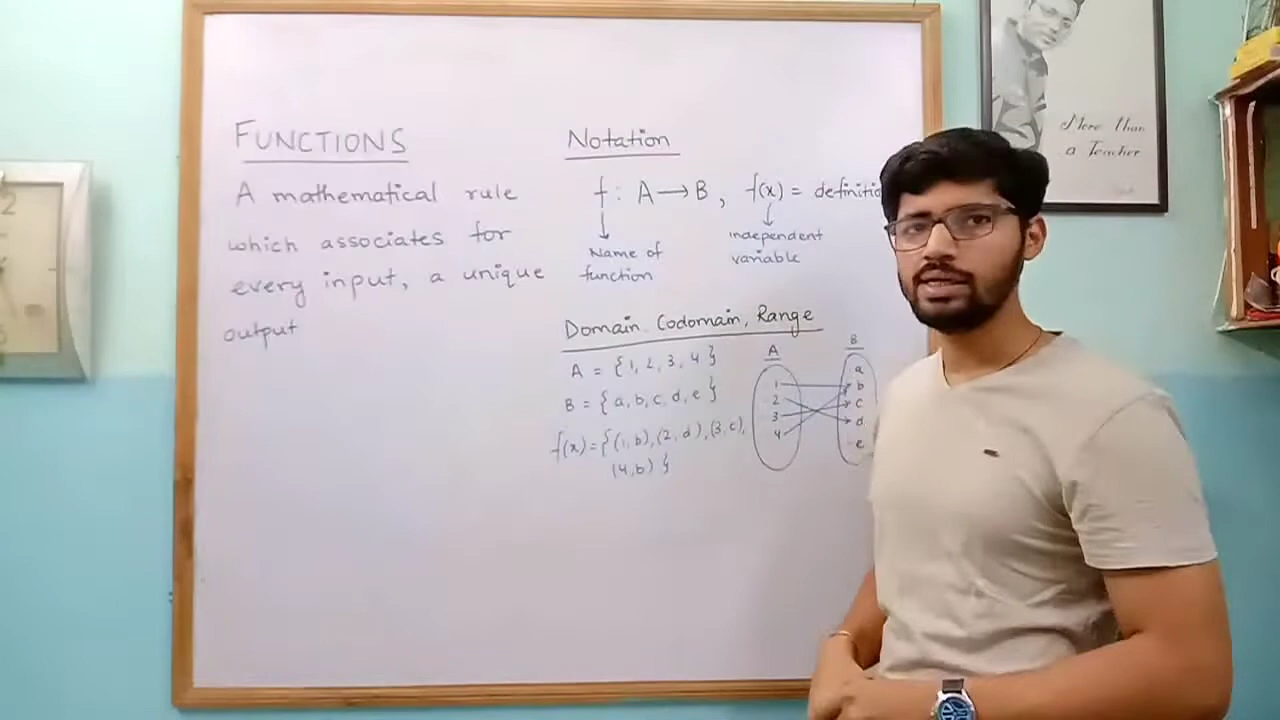 FUNCTIONS
A mathematical rule
which associates for
every input, a unique
output
Notation
f : A → B , f(x) = definitio
Name of
function
independent
variable
Domain, Codomain, Range
A = {1, 2, 3, 4}
B = {a, b, c, d, e}
f(x) = {(1, b), (2, d), (3, c),
(4, b)}
A
1
2
3
4
B
a
b
c
d
e
More than
a Teacher
2